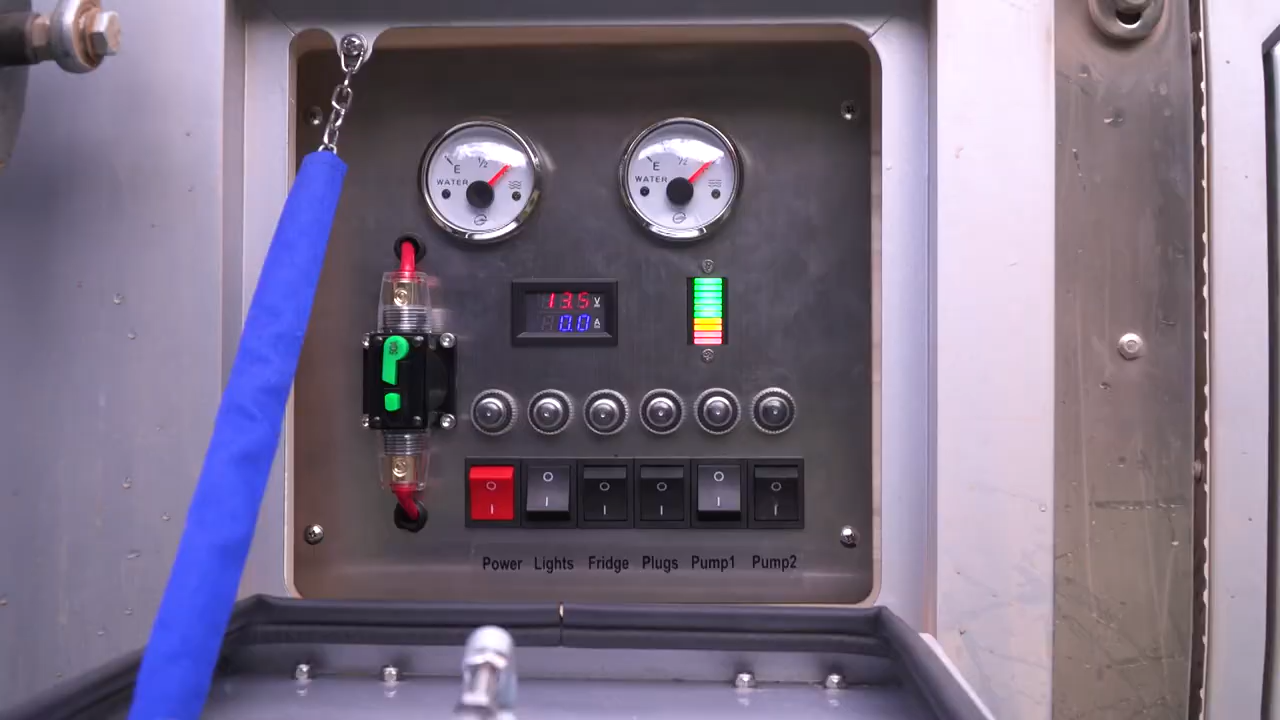 E 1/2
WATER
E 1/2
WATER
13.5 V
0.0 A
O O O O O O
I I I I I I
Power Lights Fridge Plugs Pump1 Pump2